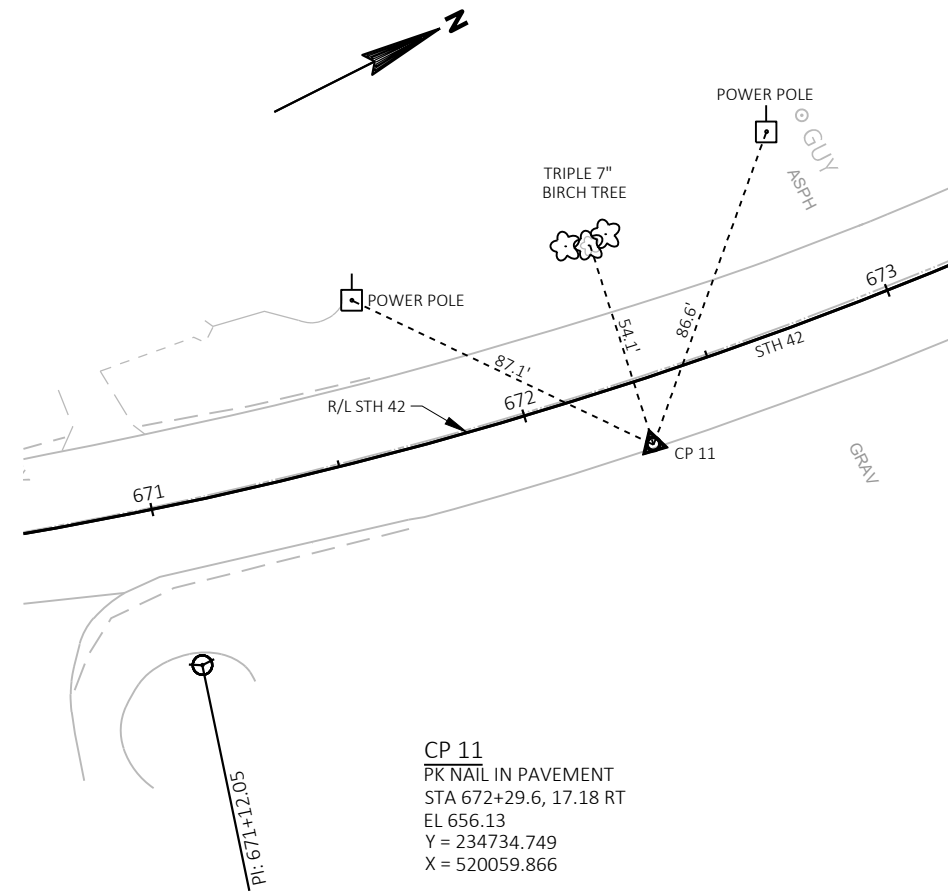 N
POWER POLE
GUY
ASPH
TRIPLE 7"
BIRCH TREE
673
POWER POLE
86.6'
54.1'
STH 42
87.1'
672
R/L STH 42
CP 11
GRAV
671
PI: 671+12.05
CP 11
PK NAIL IN PAVEMENT
STA 672+29.6, 17.18 RT
EL 656.13
Y = 234734.749
X = 520059.866